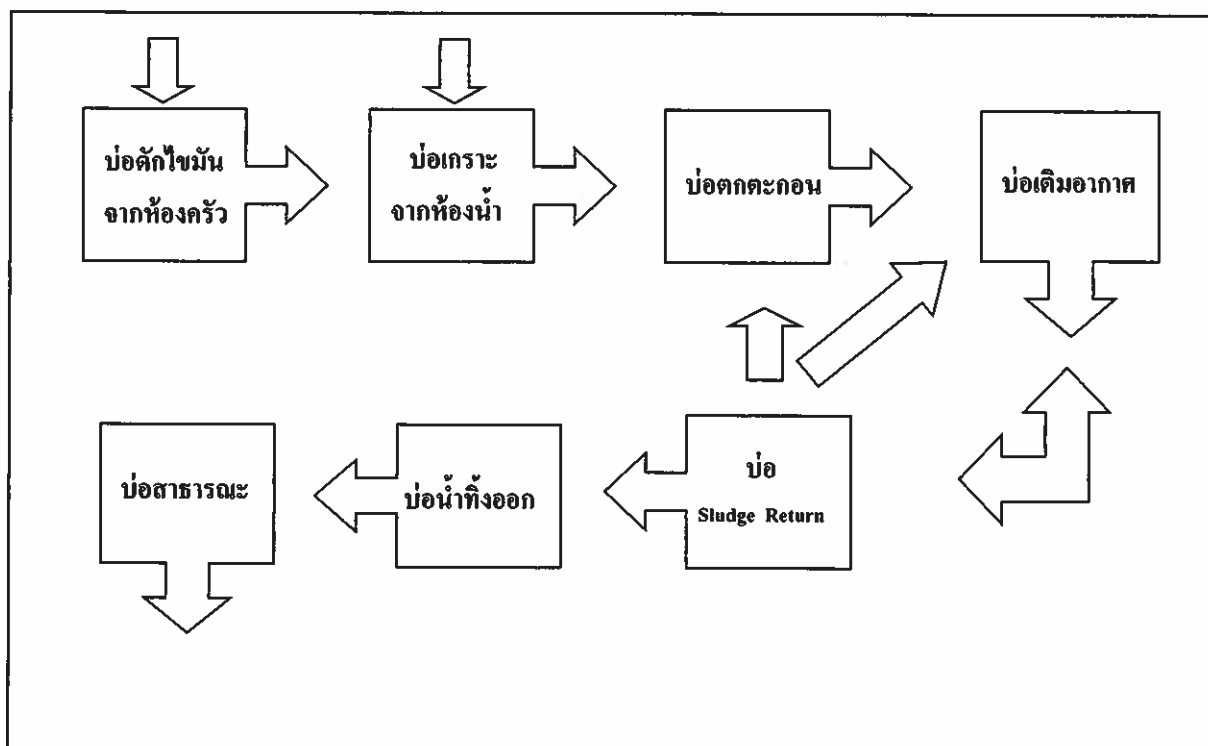 บ่อดักไขมัน
จากห้องครัว
บ่อเกราะ
จากห้องน้ำ
บ่อตกตะกอน
บ่อเติมอากาศ
บ่อสาธารณะ
บ่อน้ำทิ้งออก
บ่อ
Sludge Return